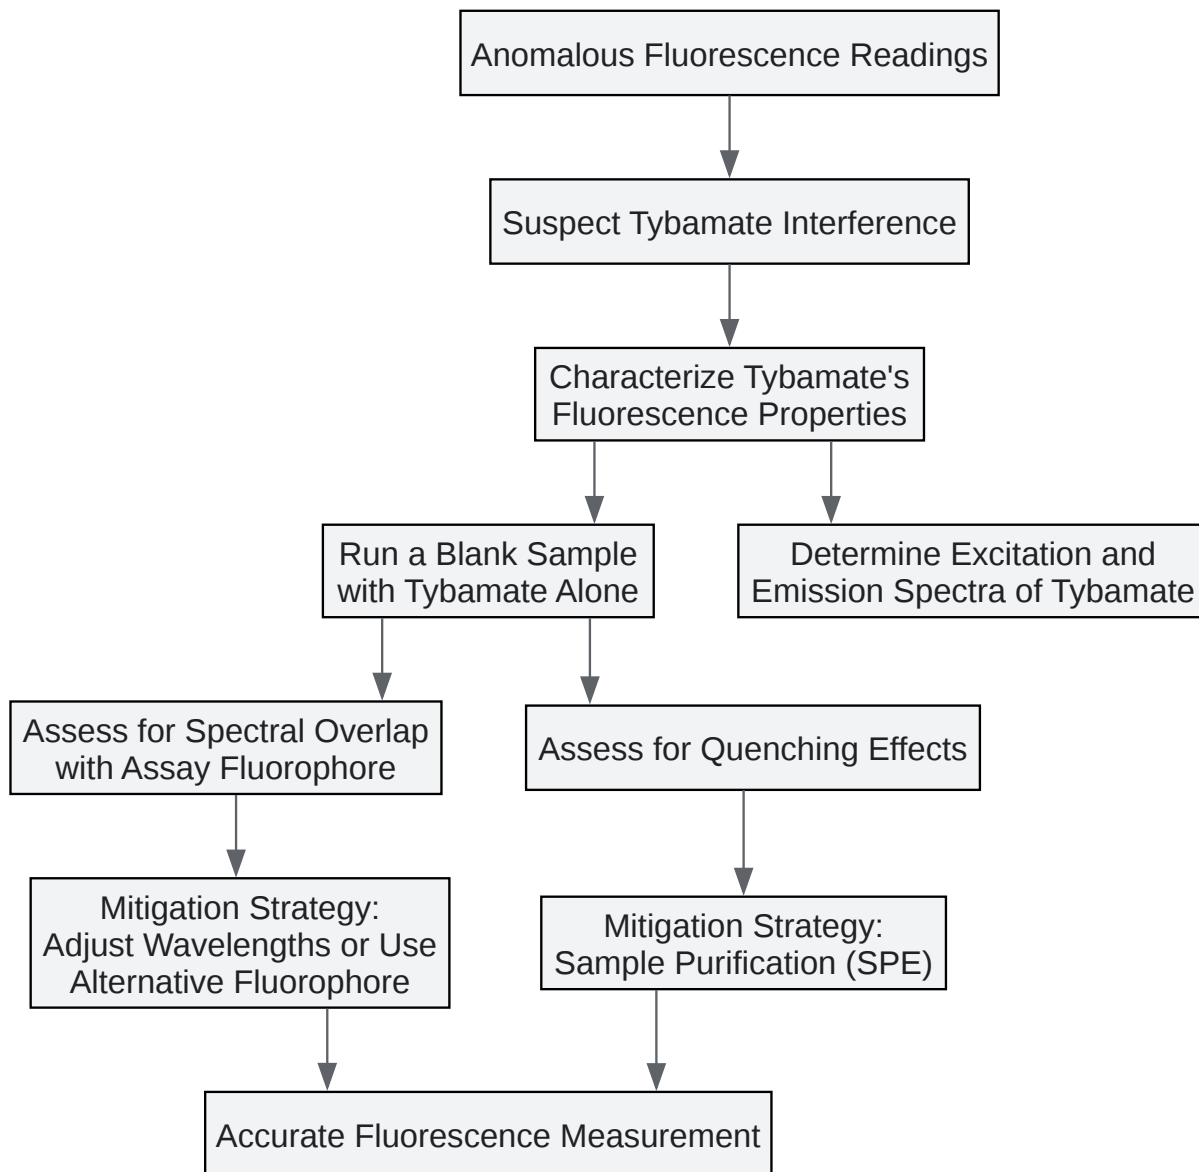 Anomalous Fluorescence Readings
Suspect Tybamate Interference
Characterize Tybamate's
Fluorescence Properties
Run a Blank Sample
with Tybamate Alone
Determine Excitation and
Emission Spectra of Tybamate
Assess for Spectral Overlap
with Assay Fluorophore
Assess for Quenching Effects
Mitigation Strategy:
Adjust Wavelengths or Use
Alternative Fluorophore
Mitigation Strategy:
Sample Purification (SPE)
Accurate Fluorescence Measurement